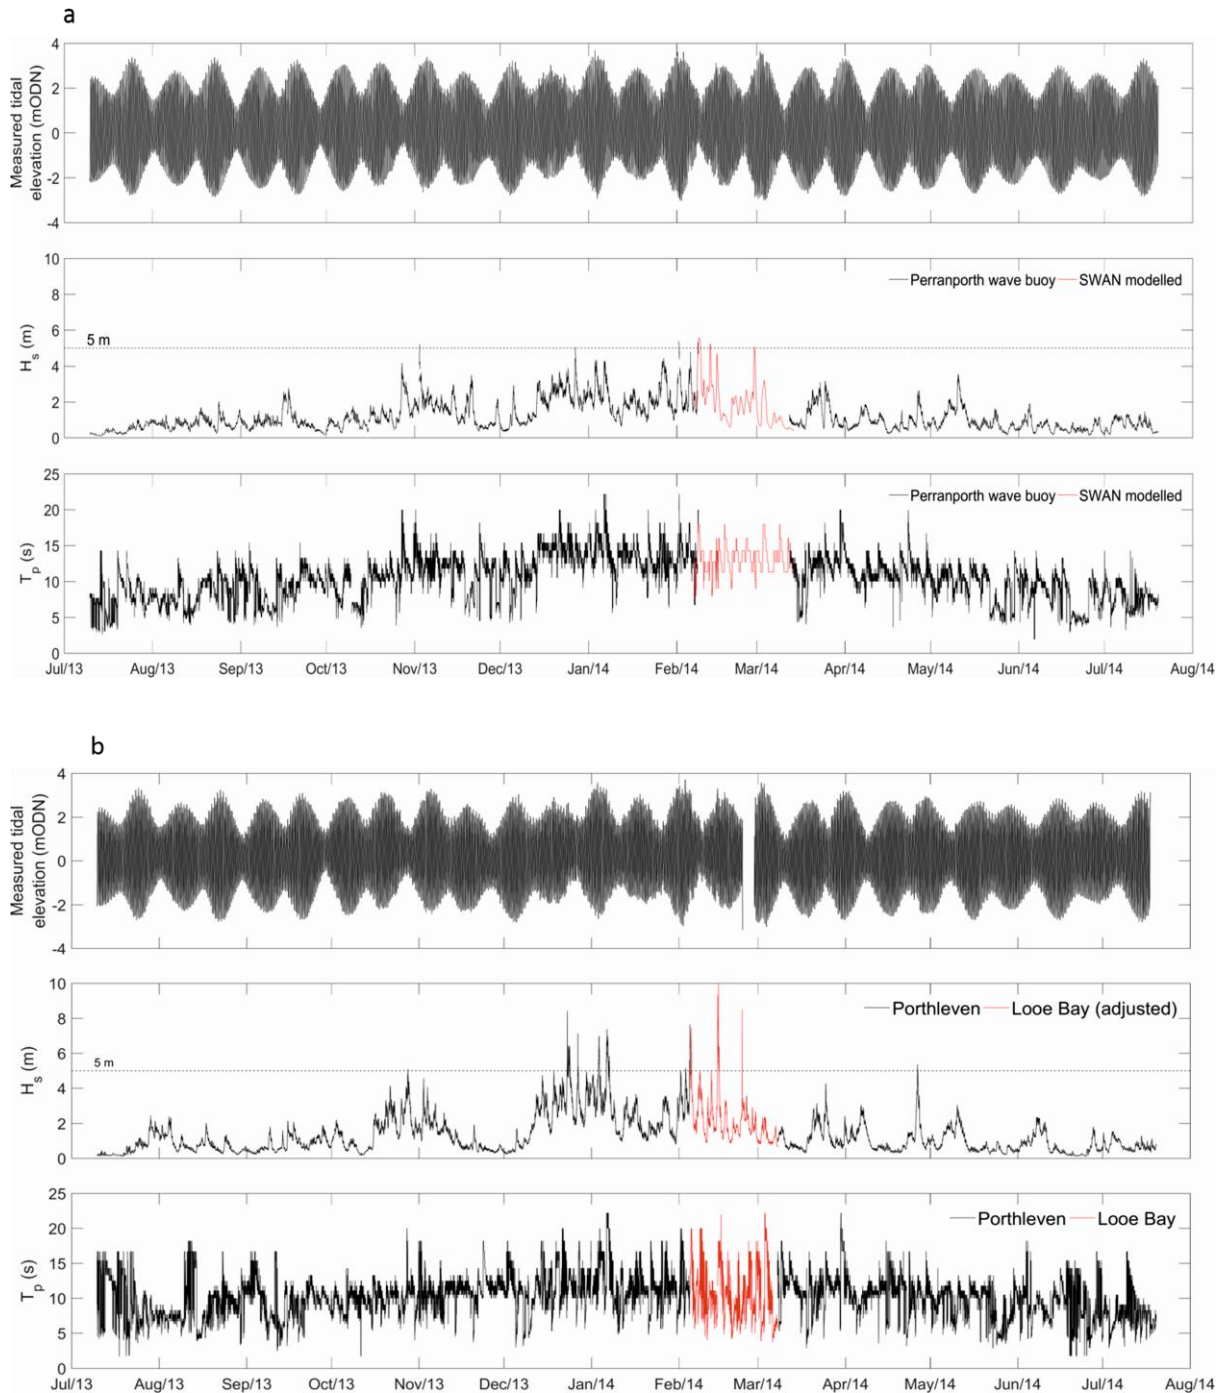 a
Measured tidal
elevation (mODN)
4
2
0
-2
-4
Hs (m)
10
8
6
4
2
0
5 m
Perranporth wave buoy SWAN modelled
Tp (s)
25
20
15
10
5
0
Perranporth wave buoy SWAN modelled
Jul/13 Aug/13 Sep/13 Oct/13 Nov/13 Dec/13 Jan/14 Feb/14 Mar/14 Apr/14 May/14 Jun/14 Jul/14 Aug/14
b
Measured tidal
elevation (mODN)
4
2
0
-2
-4
Hs (m)
10
8
6
4
2
0
5 m
Porthleven Looe Bay (adjusted)
Tp (s)
25
20
15
10
5
0
Porthleven Looe Bay
Jul/13 Aug/13 Sep/13 Oct/13 Nov/13 Dec/13 Jan/14 Feb/14 Mar/14 Apr/14 May/14 Jun/14 Jul/14 Aug/14